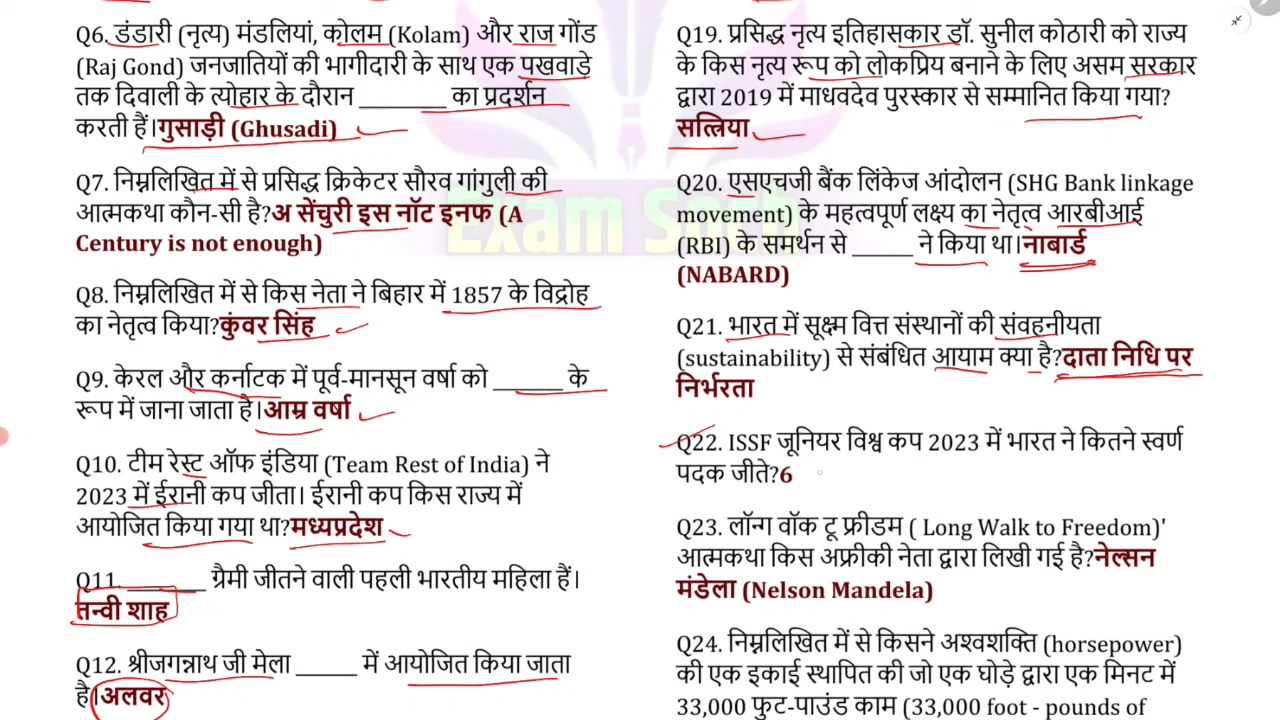 Q6. डंडारी (नृत्य) मंडलियां, कोलम (Kolam) और राज गोंड
(Raj Gond) जनजातियों की भागीदारी के साथ एक पखवाड़े
तक दिवाली के त्योहार के दौरान _________ का प्रदर्शन
करती हैं।गुसाड़ी (Ghusadi)
Q7. निम्नलिखित में से प्रसिद्ध क्रिकेटर सौरव गांगुली की
आत्मकथा कौन-सी है?अ सेंचुरी इस नॉट इनफ (A
Century is not enough)
Q8. निम्नलिखित में से किस नेता ने बिहार में 1857 के विद्रोह
का नेतृत्व किया?कुंवर सिंह
Q9. केरल और कर्नाटक में पूर्व-मानसून वर्षा को _______ के
रूप में जाना जाता है।आम्र वर्षा
Q10. टीम रेस्ट ऑफ इंडिया (Team Rest of India) ने
2023 में ईरानी कप जीता। ईरानी कप किस राज्य में
आयोजित किया गया था?मध्यप्रदेश
Q11. ________ ग्रैमी जीतने वाली पहली भारतीय महिला हैं।
तन्वी शाह
Q12. श्रीजगन्नाथ जी मेला ______ में आयोजित किया जाता
है।अलवर
Q19. प्रसिद्ध नृत्य इतिहासकार डॉ. सुनील कोठारी को राज्य
के किस नृत्य रूप को लोकप्रिय बनाने के लिए असम सरकार
द्वारा 2019 में माधवदेव पुरस्कार से सम्मानित किया गया?
सत्त्रिया
Q20. एसएचजी बैंक लिंकेज आंदोलन (SHG Bank linkage
movement) के महत्वपूर्ण लक्ष्य का नेतृत्व आरबीआई
(RBI) के समर्थन से ______ ने किया था।नाबार्ड
(NABARD)
Q21. भारत में सूक्ष्म वित्त संस्थानों की संवहनीयता
(sustainability) से संबंधित आयाम क्या है?दाता निधि पर
निर्भरता
Q22. ISSF जूनियर विश्व कप 2023 में भारत ने कितने स्वर्ण
पदक जीते?6
Q23. लॉन्ग वॉक टू फ्रीडम ( Long Walk to Freedom)'
आत्मकथा किस अफ्रीकी नेता द्वारा लिखी गई है?नेल्सन
मंडेला (Nelson Mandela)
Q24. निम्नलिखित में से किसने अश्वशक्ति (horsepower)
की एक इकाई स्थापित की जो एक घोड़े द्वारा एक मिनट में
33,000 फुट-पाउंड काम (33,000 foot - pounds of